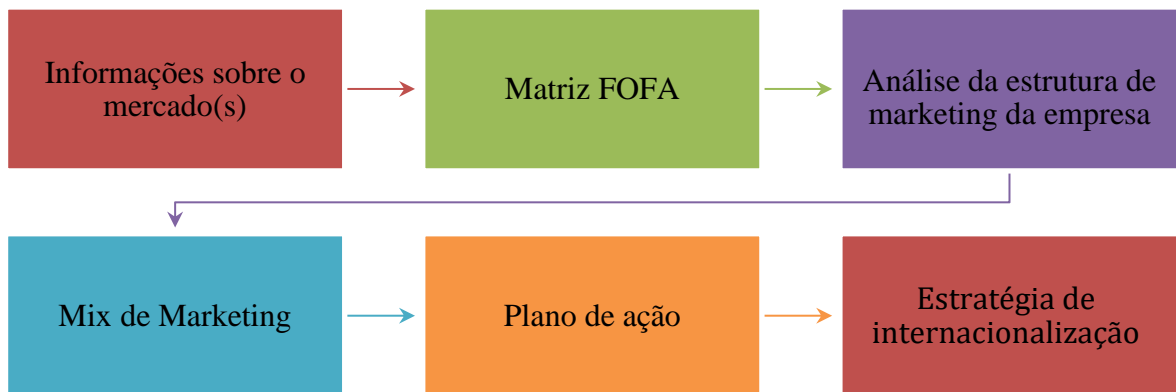 Informações sobre o
mercado(s)
Matriz FOFA
Análise da estrutura de
marketing da empresa
Mix de Marketing
Plano de ação
Estratégia de
internacionalização